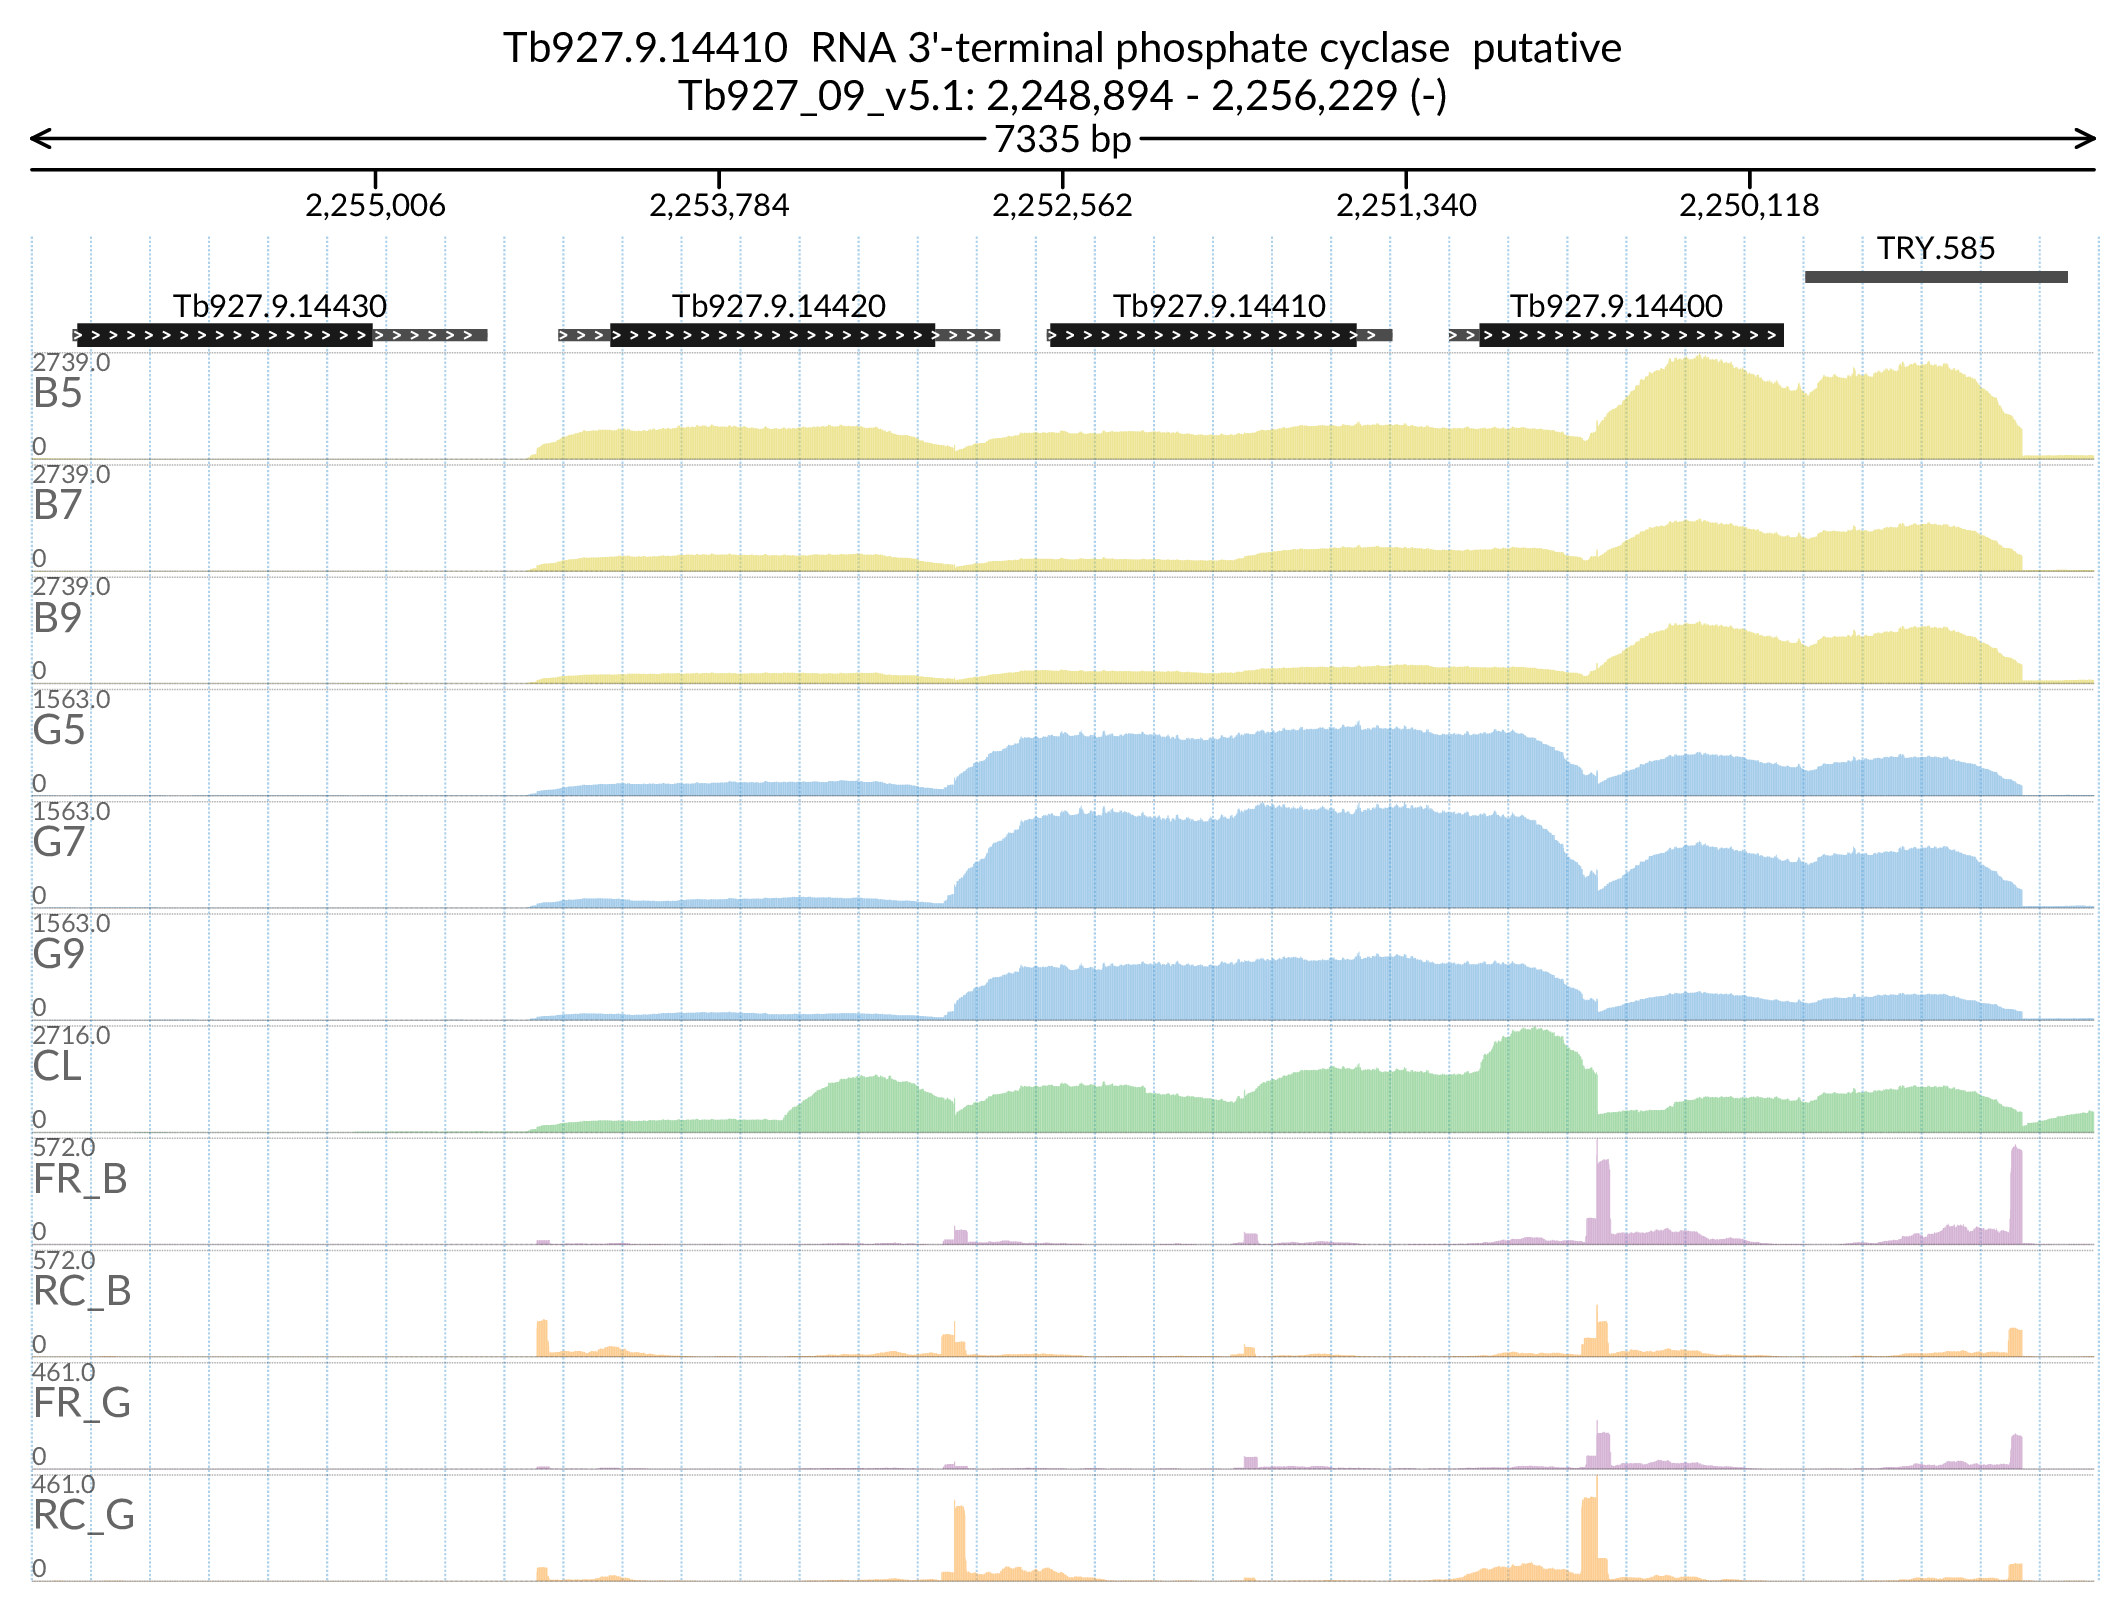 Tb927.9.14410  RNA 3'-terminal phosphate cyclase  putative
Tb927_09_v5.1: 2,248,894 - 2,256,229 (-)
7335 bp
2,255,006 2,253,784 2,252,562 2,251,340 2,250,118
TRY.585
Tb927.9.14430 Tb927.9.14420 Tb927.9.14410 Tb927.9.14400
2739.0
B5
0
2739.0
B7
0
2739.0
B9
0
1563.0
G5
0
1563.0
G7
0
1563.0
G9
0
2716.0
CL
0
572.0
FR_B
0
572.0
RC_B
0
461.0
FR_G
0
461.0
RC_G
0